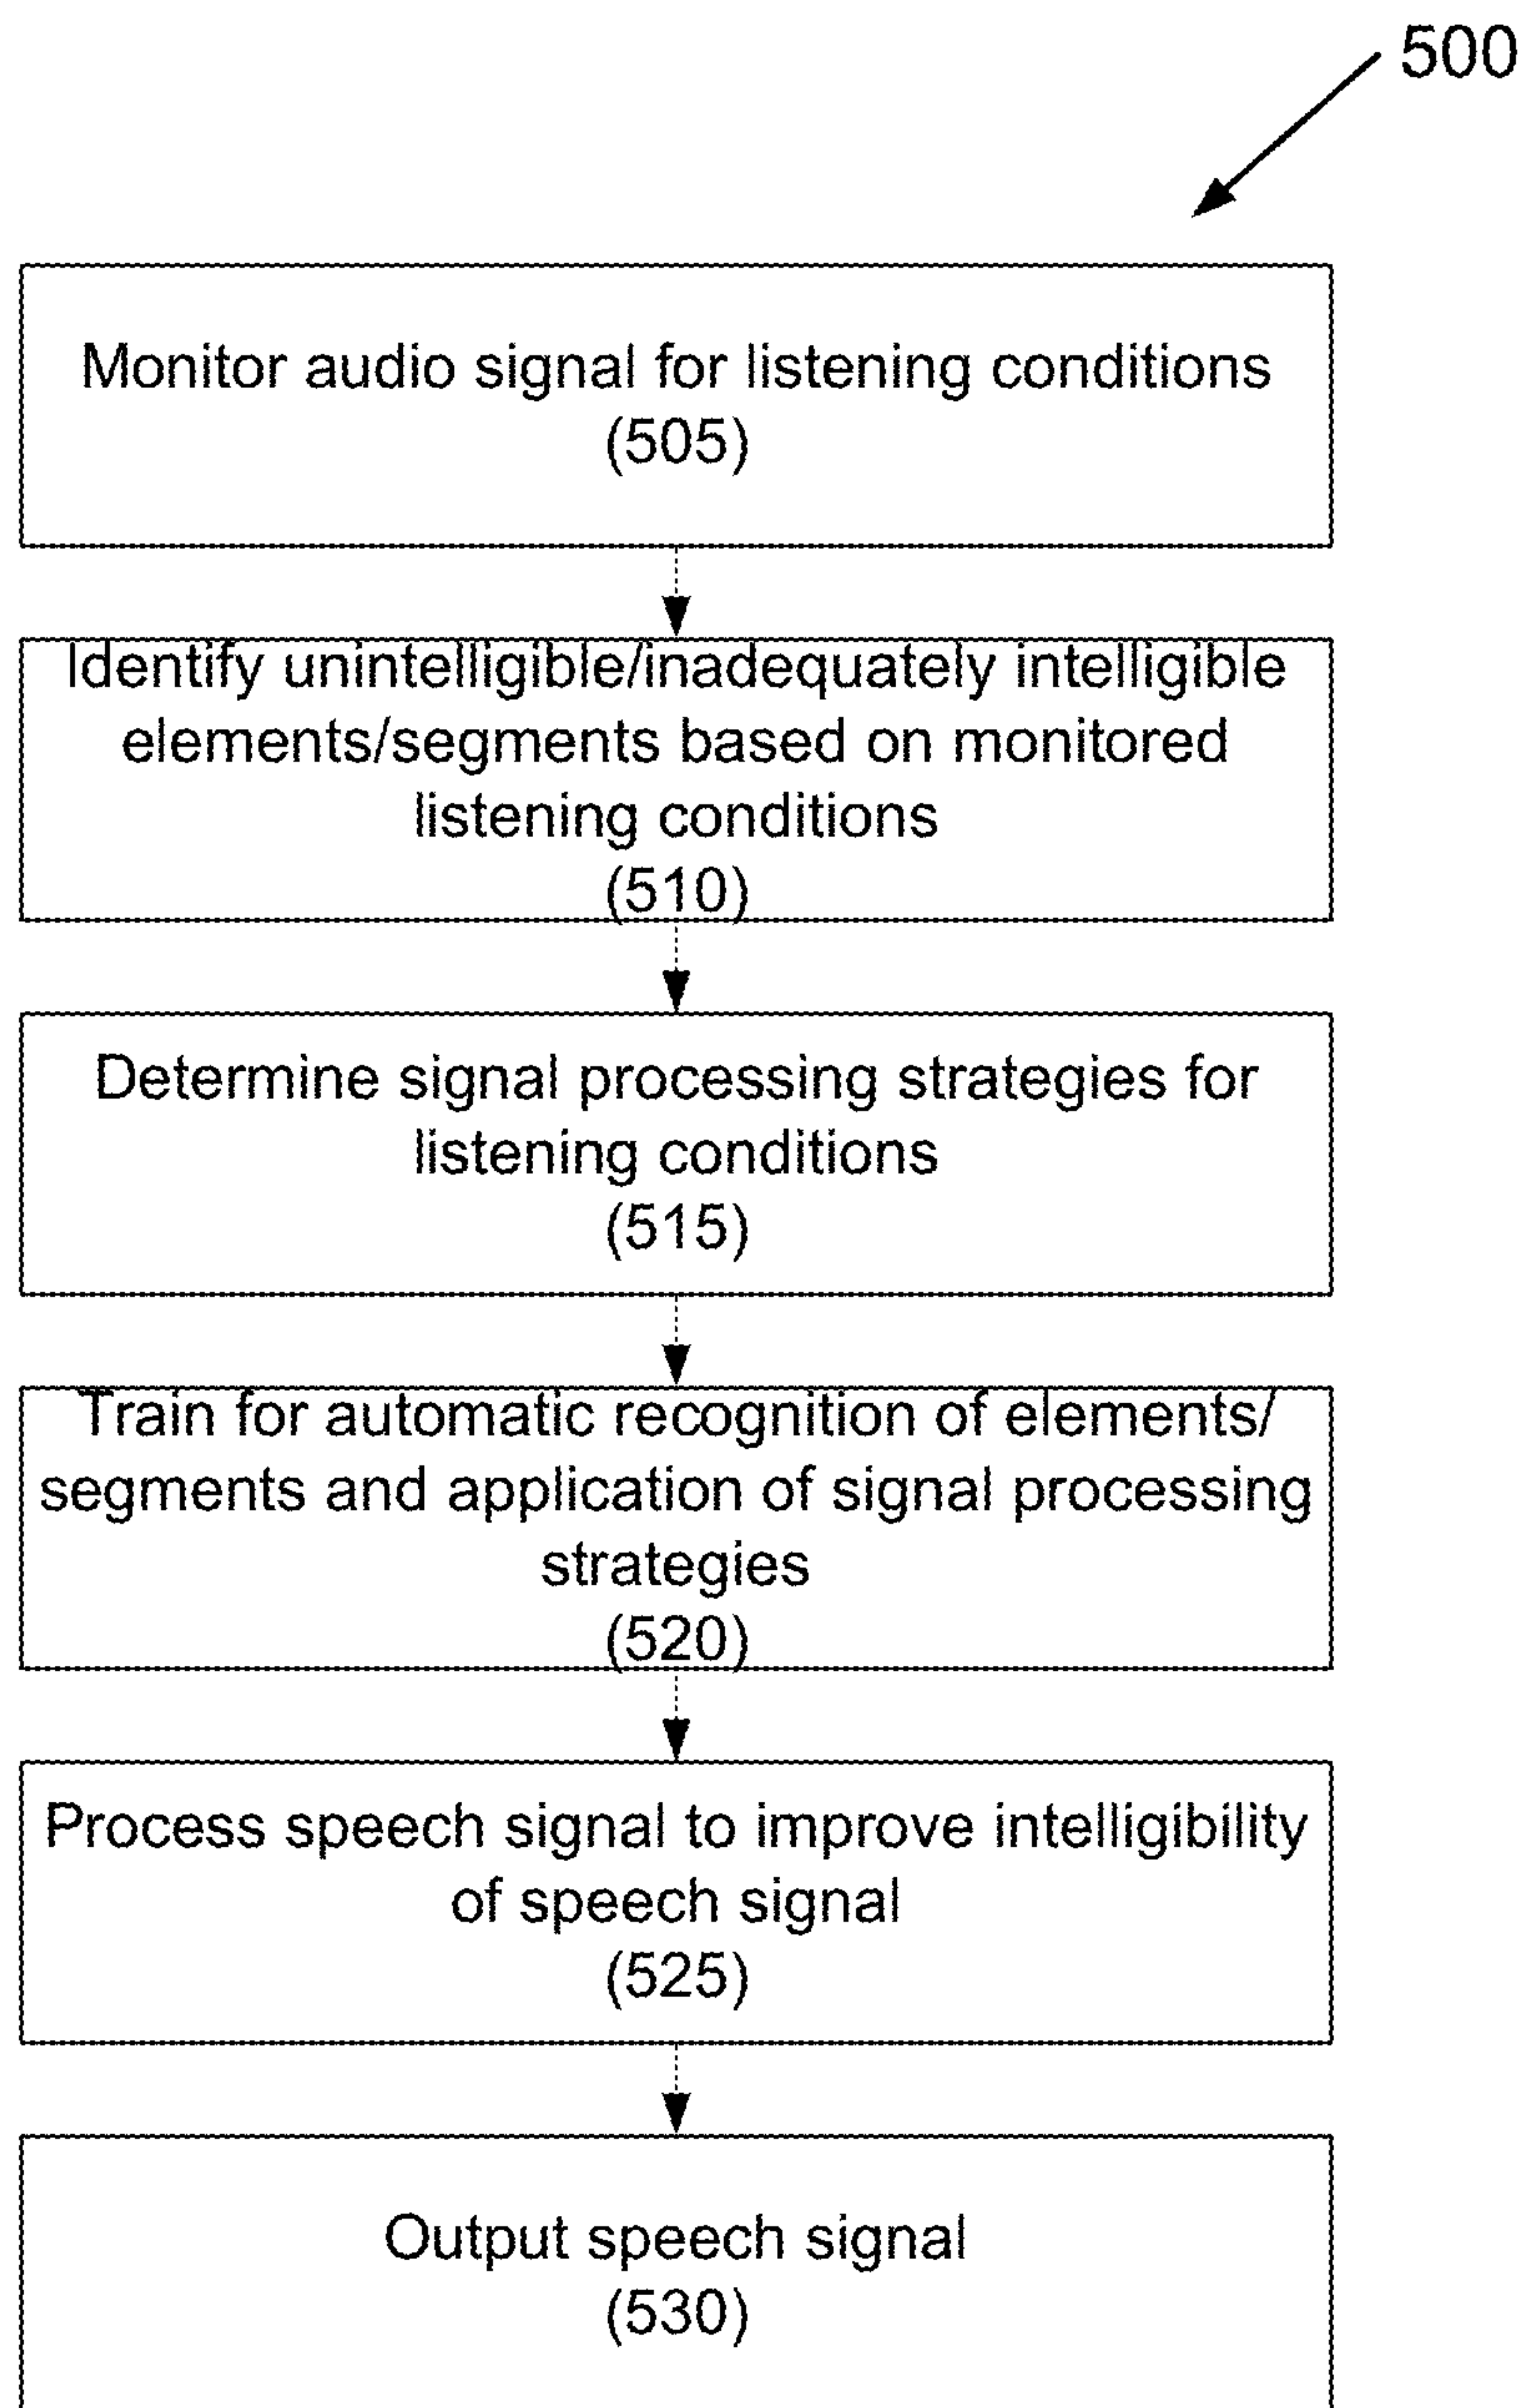 500
Monitor audio signal for listening conditions
(505)
Identify unintelligible/inadequately intelligible
elements/segments based on monitored
listening conditions
(510)
Determine signal processing strategies for
listening conditions
(515)
Train for automatic recognition of elements/
segments and application of signal processing
strategies
(520)
Process speech signal to improve intelligibility
of speech signal
(525)
Output speech signal
(530)